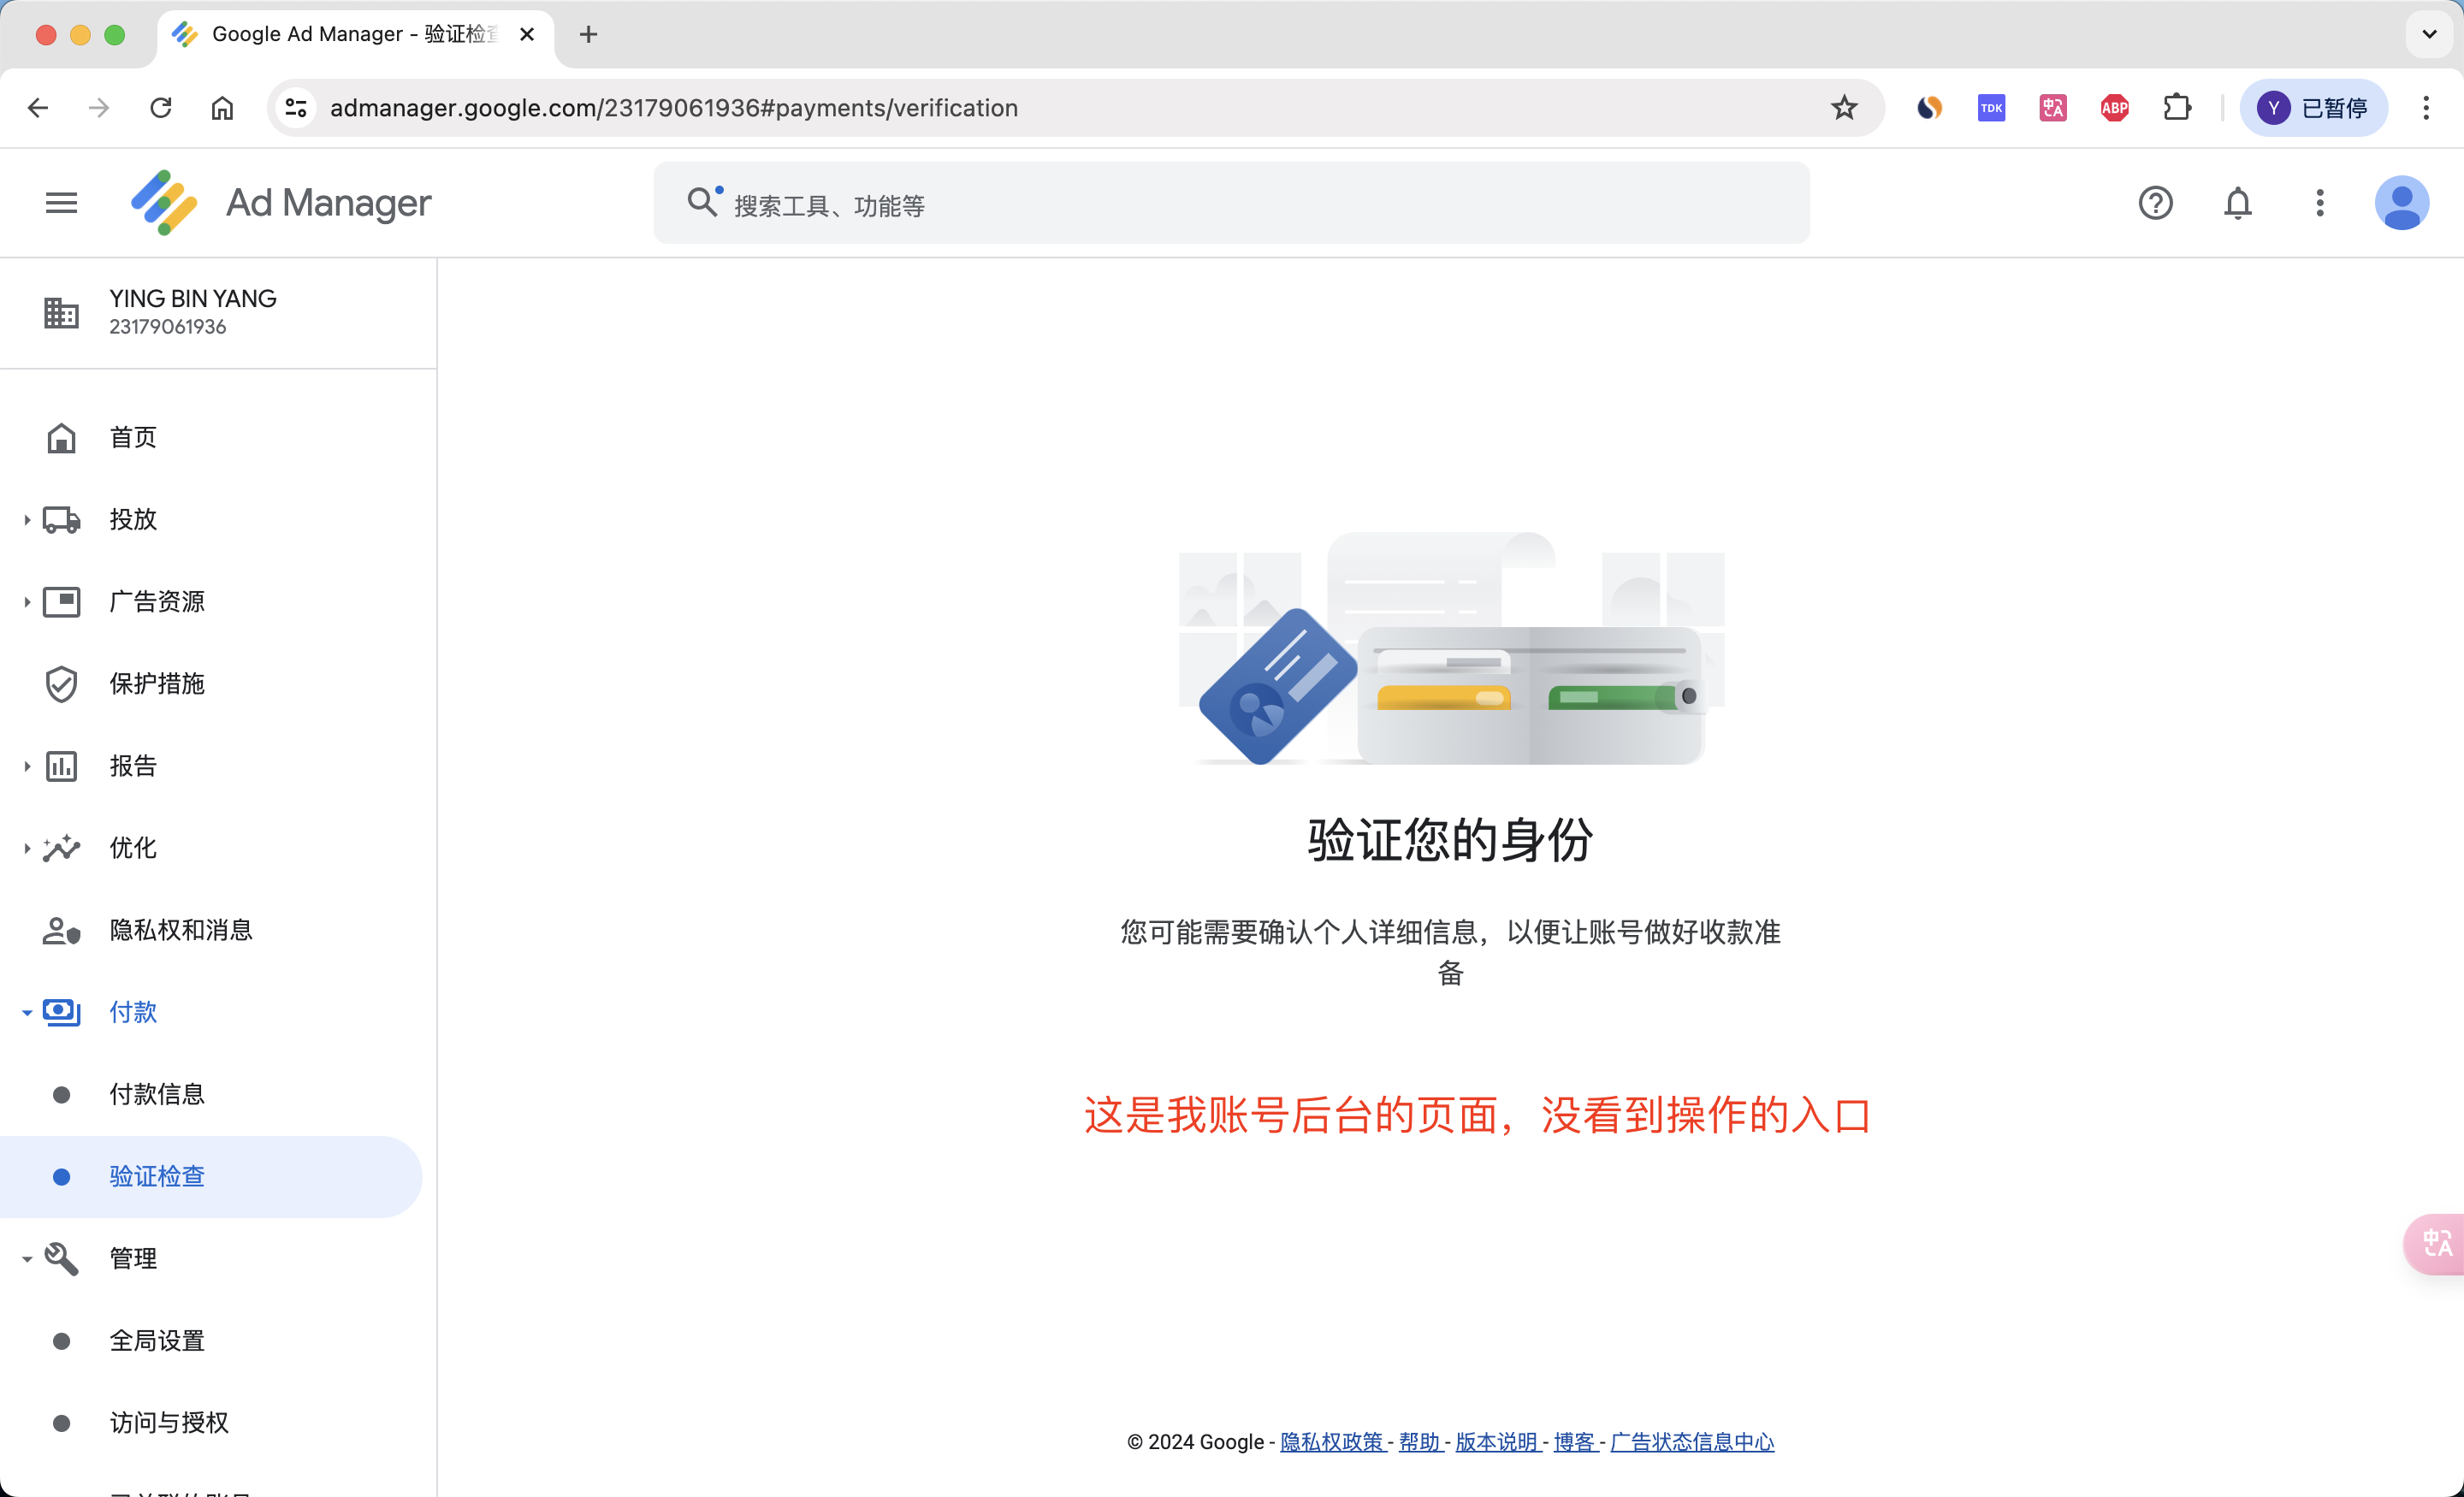 Google Ad Manager - 验证检查
admanager.google.com/23179061936#payments/verification
TDK
ABP
Y 已暂停
Ad Manager
搜索工具、功能等
YING BIN YANG
23179061936
首页
投放
广告资源
保护措施
报告
优化
隐私权和消息
付款
付款信息
验证检查
管理
全局设置
访问与授权
验证您的身份
您可能需要确认个人详细信息，以便让账号做好收款准
备
这是我账号后台的页面，没看到操作的入口
中A
© 2024 Google - 隐私权政策 - 帮助 - 版本说明 - 博客 - 广告状态信息中心